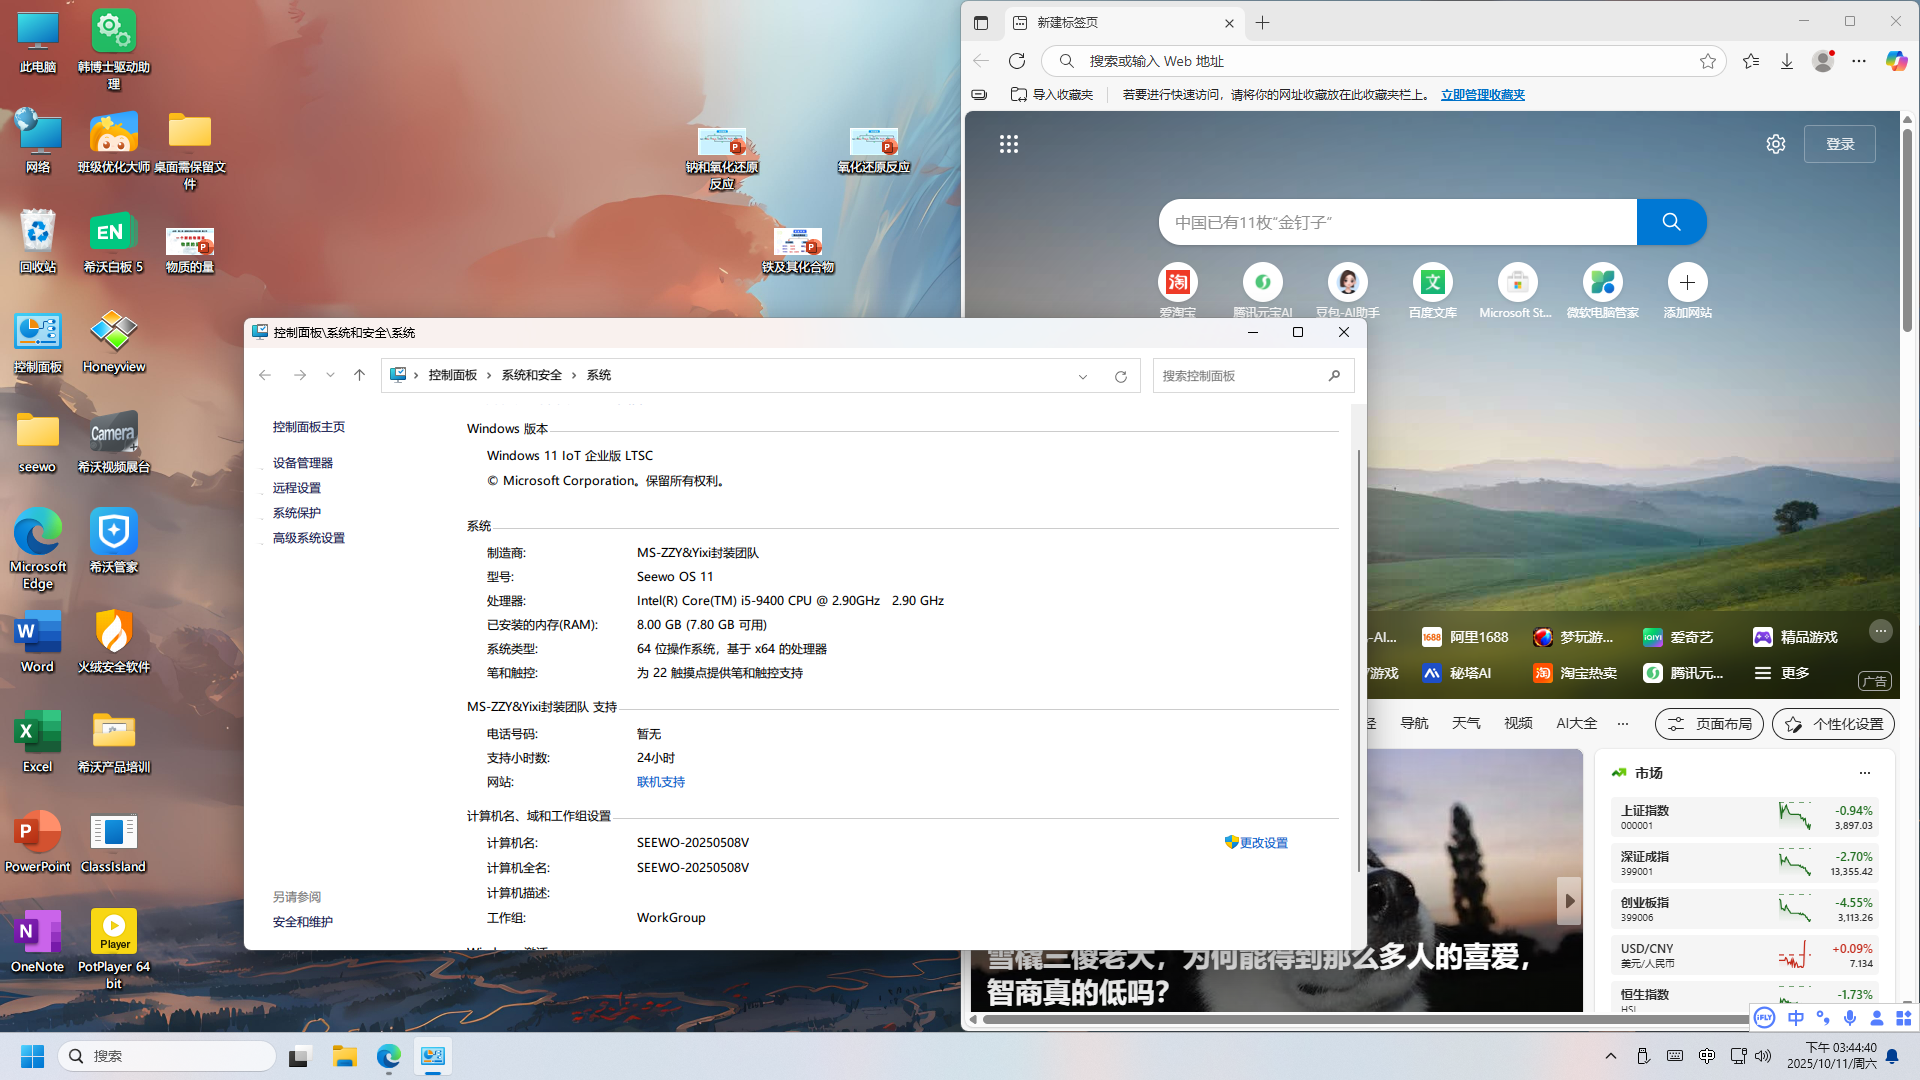 此电脑
韩博士驱动助
理
网络
班级优化大师
桌面需保留文
件
回收站
EN
希沃白板 5
物质的量
控制面板
Honeyview
seewo
Camera
希沃视频展台
Microsoft
Edge
希沃管家
Word
火绒安全软件
Excel
希沃产品培训
PowerPoint
ClassIsland
OneNote
Player
PotPlayer 64
bit
钠和氧化还原
反应
氧化还原反应
铁及其化合物
新建标签页
搜索或输入 Web 地址
导入收藏夹
若要进行快速访问，请将你的网址收藏放在此收藏夹栏上。 立即管理收藏夹
登录
中国已有11枚“金钉子”
淘
文
爱淘宝
腾讯元宝AI
豆包-AI助手
百度文库
Microsoft St...
微软电脑管家
添加网站
控制面板\系统和安全\系统
控制面板 › 系统和安全 › 系统
搜索控制面板
控制面板主页
设备管理器
远程设置
系统保护
高级系统设置
另请参阅
安全和维护
Windows 版本
Windows 11 IoT 企业版 LTSC
© Microsoft Corporation。保留所有权利。
系统
制造商: MS-ZZY&Yixi封装团队
型号: Seewo OS 11
处理器: Intel(R) Core(TM) i5-9400 CPU @ 2.90GHz 2.90 GHz
已安装的内存(RAM): 8.00 GB (7.80 GB 可用)
系统类型: 64 位操作系统，基于 x64 的处理器
笔和触控: 为 22 触摸点提供笔和触控支持
MS-ZZY&Yixi封装团队 支持
电话号码: 暂无
支持小时数: 24小时
网站: 联机支持
计算机名、域和工作组设置
计算机名: SEEWO-20250508V 更改设置
计算机全名: SEEWO-20250508V
计算机描述:
工作组: WorkGroup
-AI... 1688 阿里1688 梦玩游... iQIYI 爱奇艺 精品游戏
游戏 秘塔AI 淘 淘宝热卖 腾讯元... 更多
广告
导航 天气 视频 AI大全 ... 页面布局 个性化设置
市场
上证指数 -0.94%
000001 3,897.03
深证成指 -2.70%
399001 13,355.42
创业板指 -4.55%
399006 3,113.26
USD/CNY +0.09%
美元/人民币 7.134
恒生指数 -1.73%
HSI
雪橇三傻老大，为何能得到那么多人的喜爱，
智商真的低吗?
iFLY 中
搜索
下午 03:44:40
2025/10/11/周六